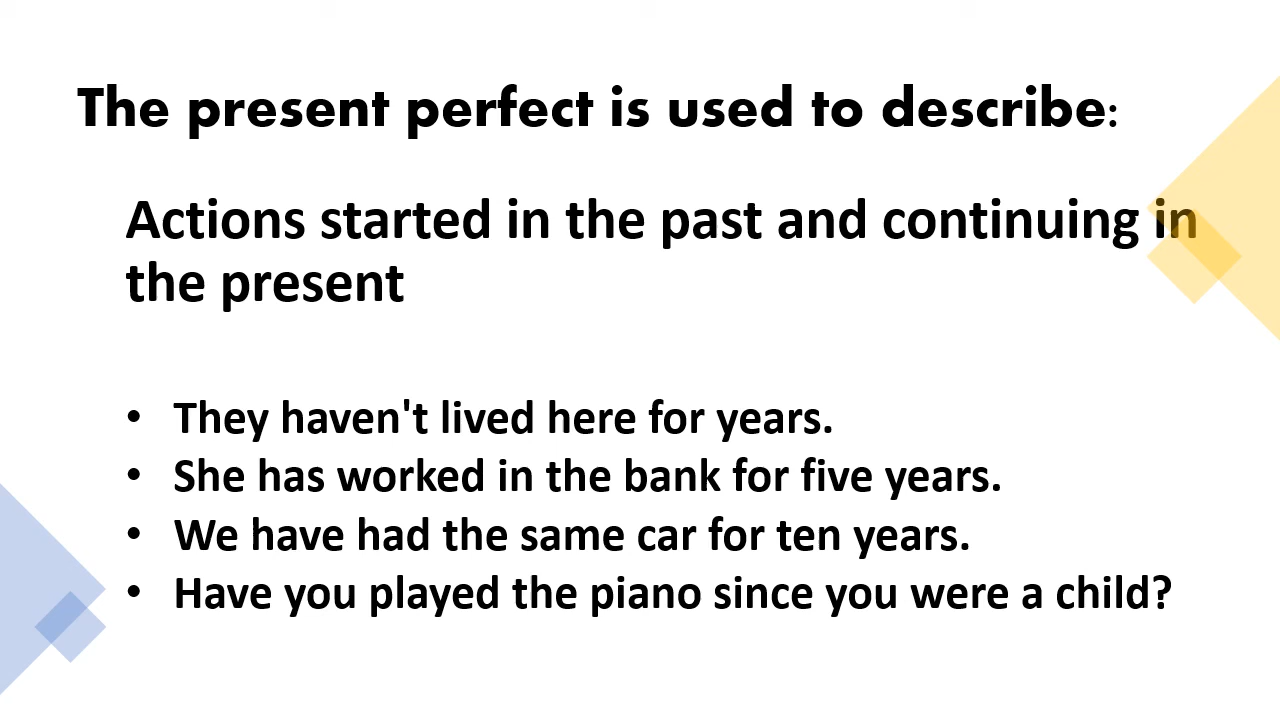 The present perfect is used to describe:
Actions started in the past and continuing in
the present
• They haven't lived here for years.
• She has worked in the bank for five years.
• We have had the same car for ten years.
• Have you played the piano since you were a child?